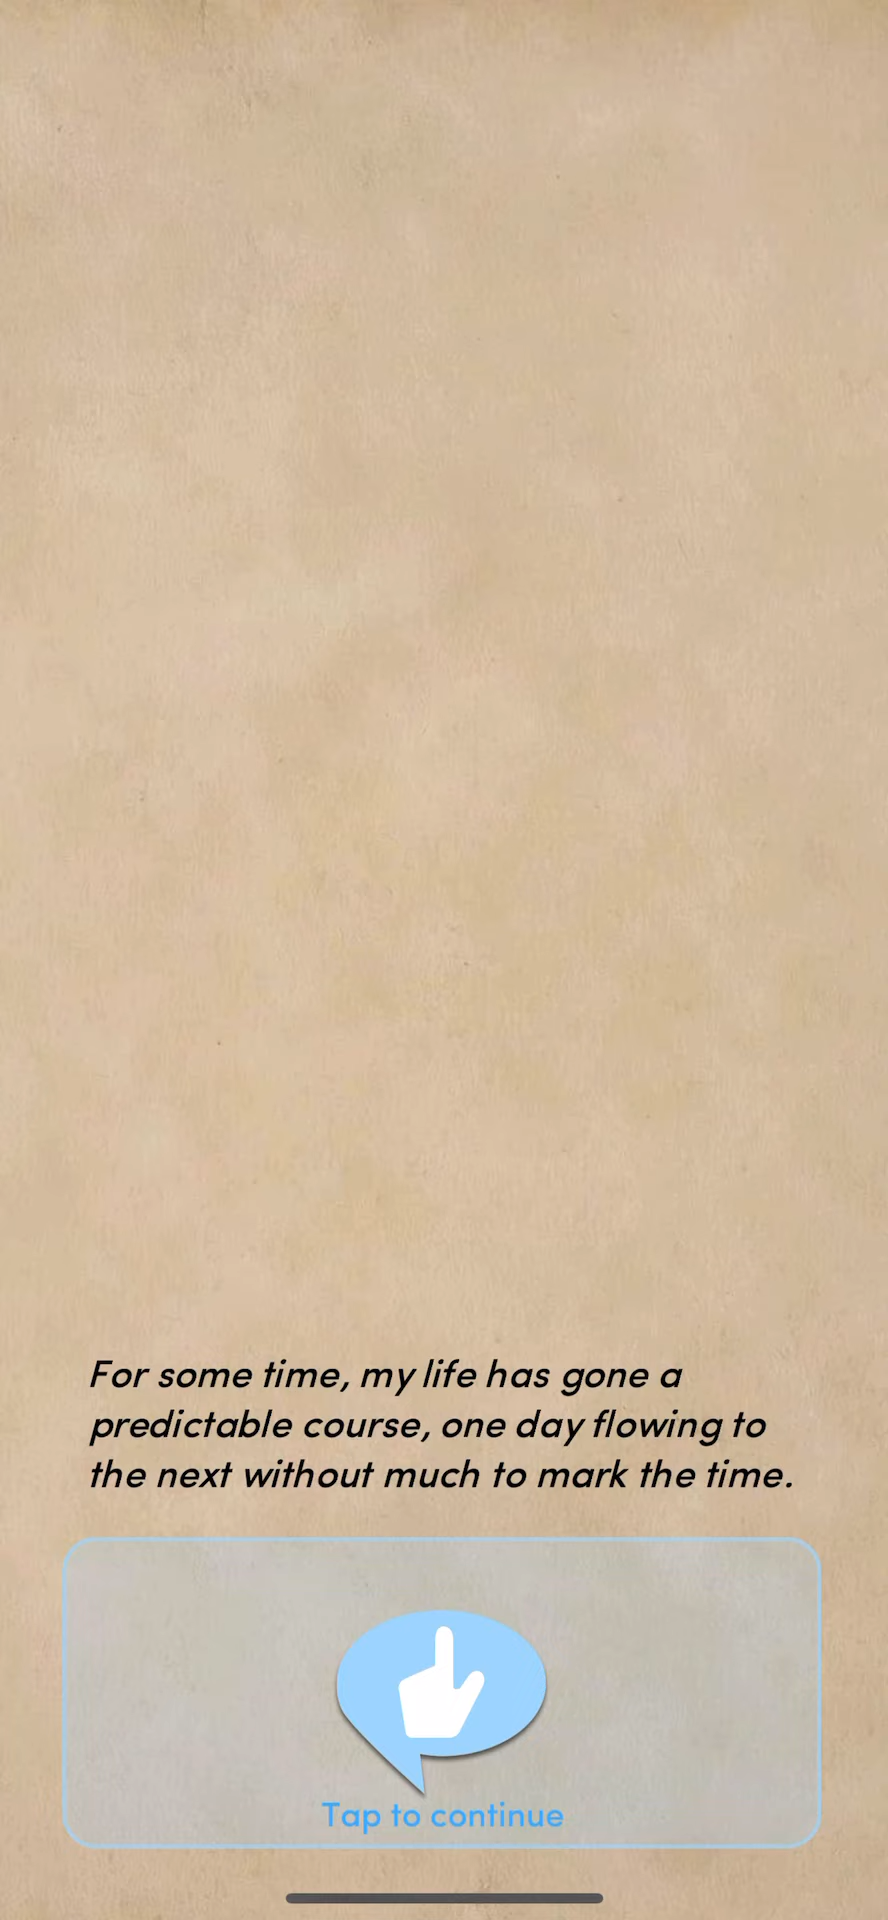 For some time, my life has gone a
predictable course, one day flowing to
the next without much to mark the time.
Tap to continue